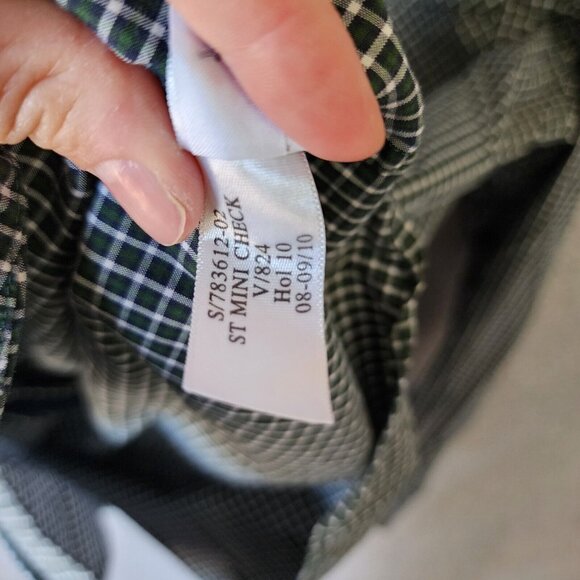 S/783612-02
ST MINI CHECK
V/824
Hol 10
08-09/10